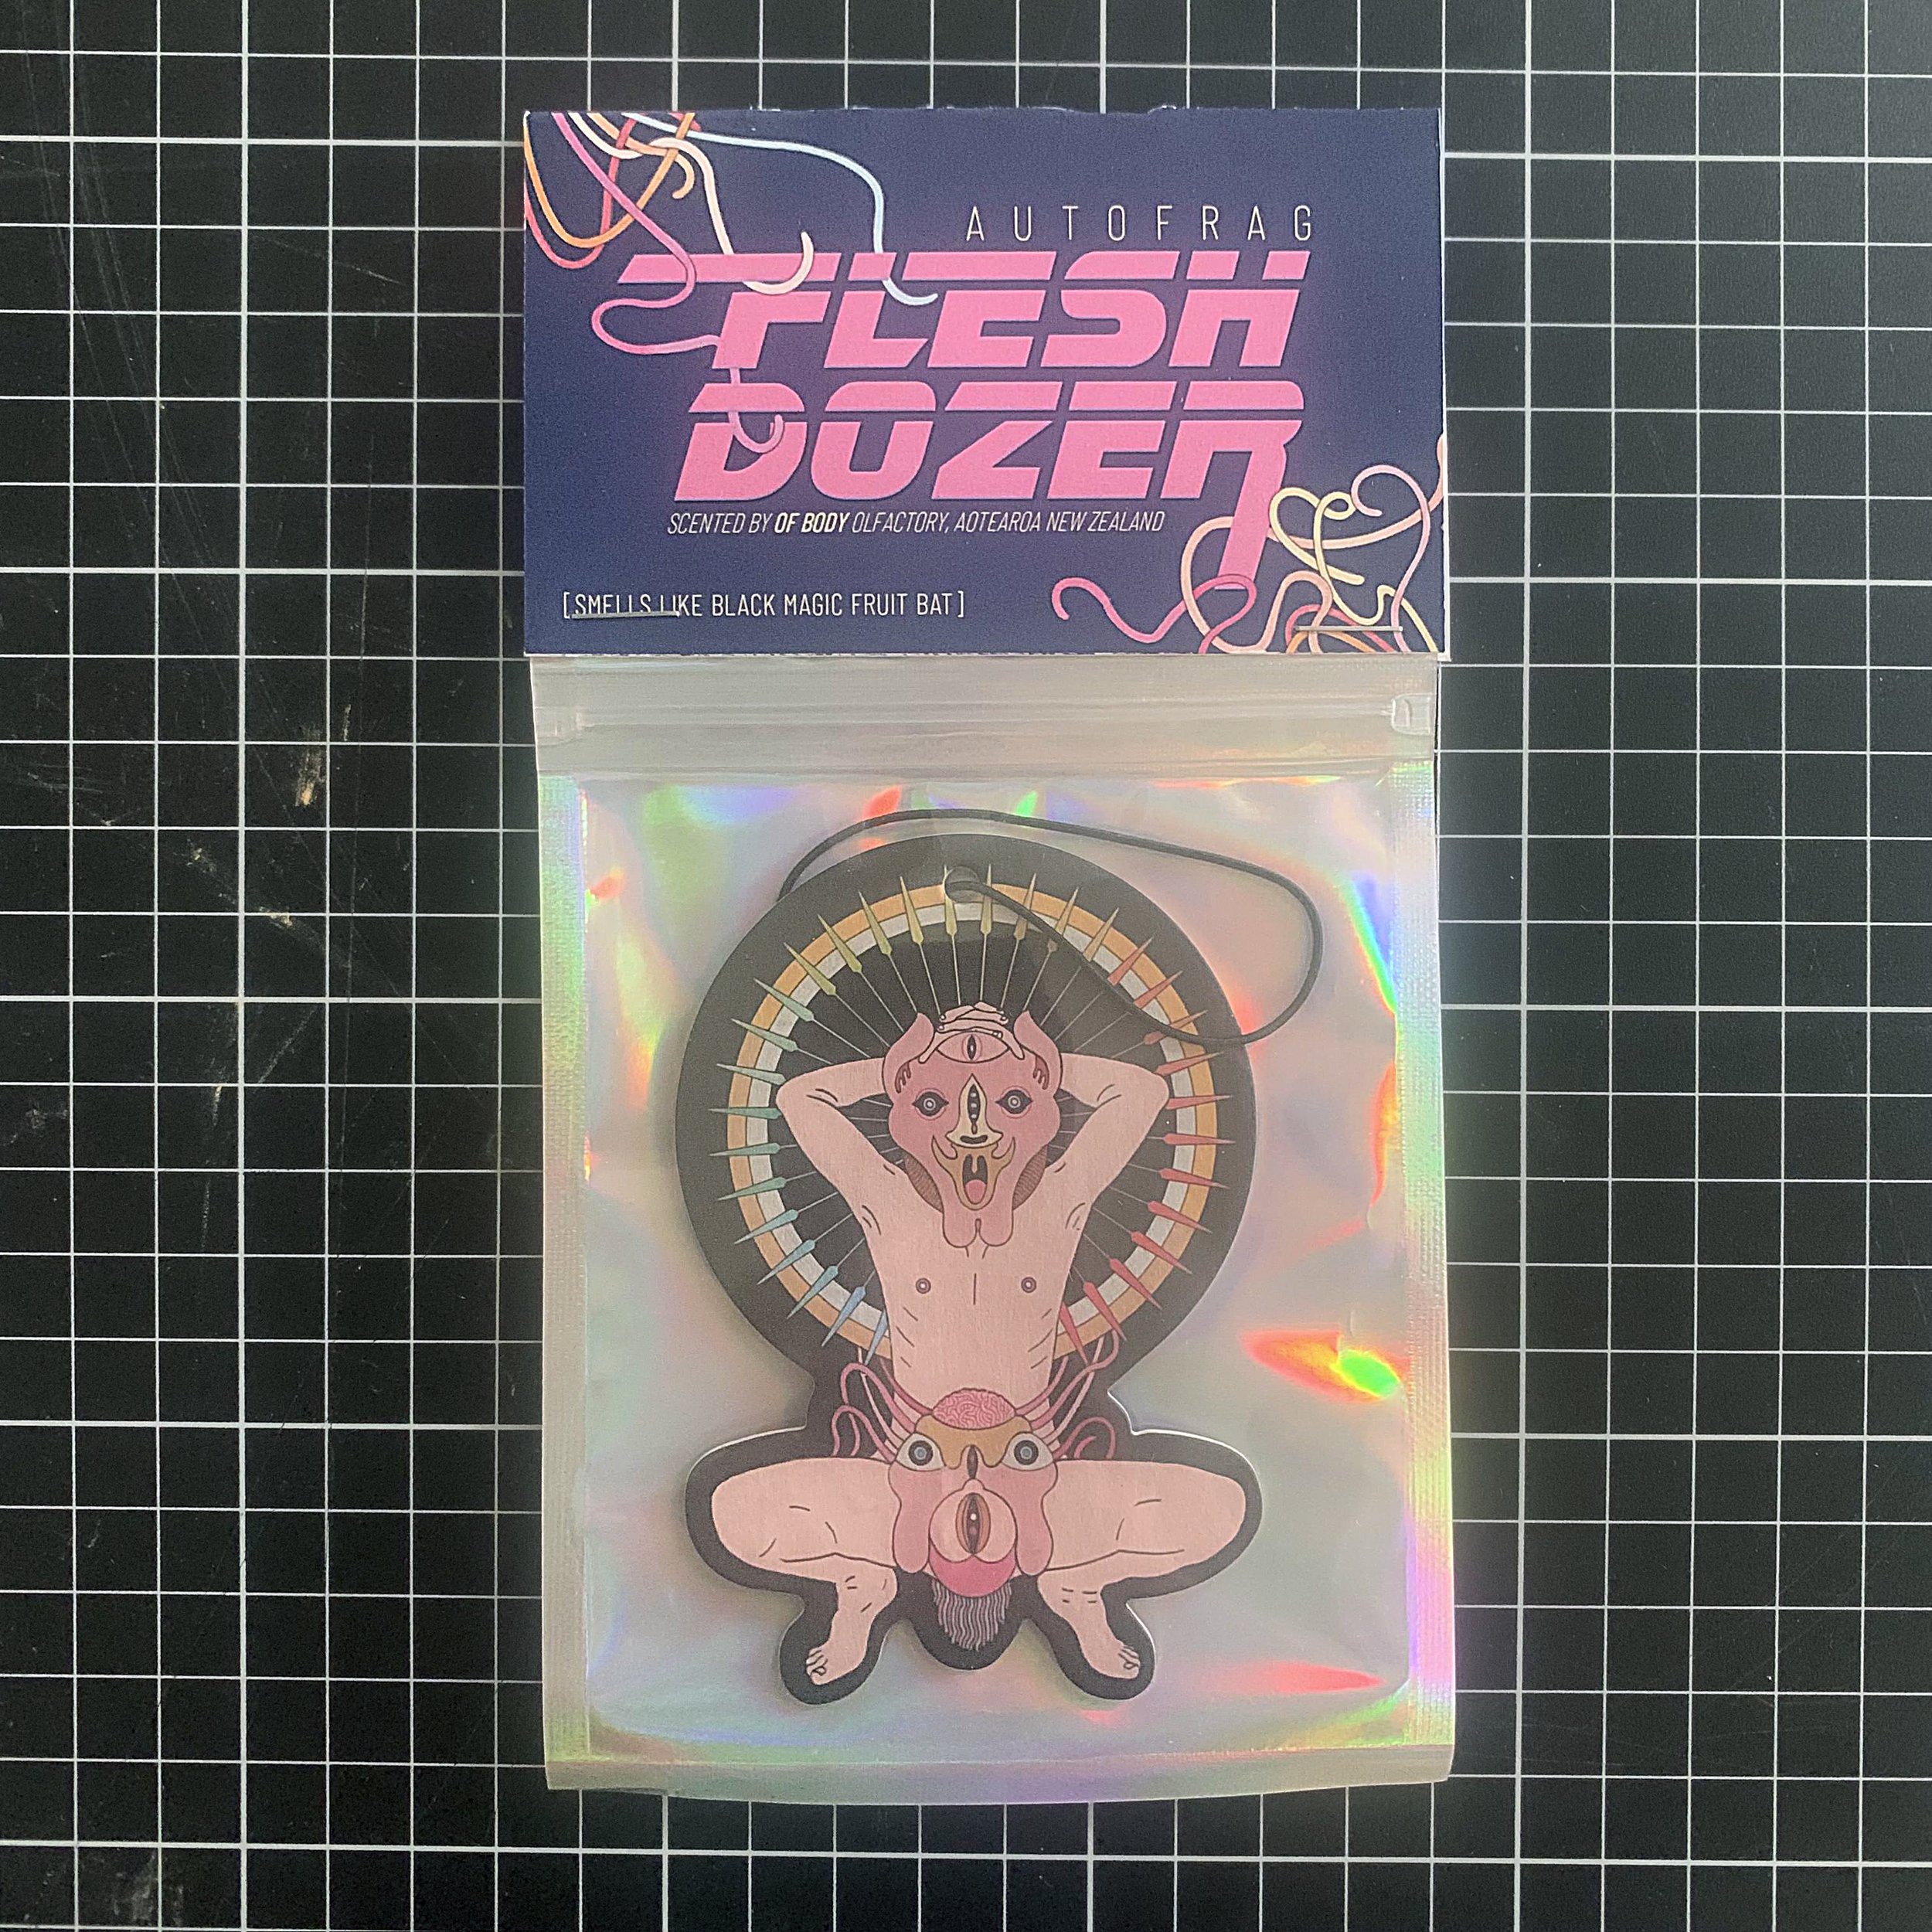 AUTOFRAG
FLESH
DOZER
SCENTED BY OF BODY OLFACTORY, AOTEAROA NEW ZEALAND
[SMELLS LIKE BLACK MAGIC FRUIT BAT]